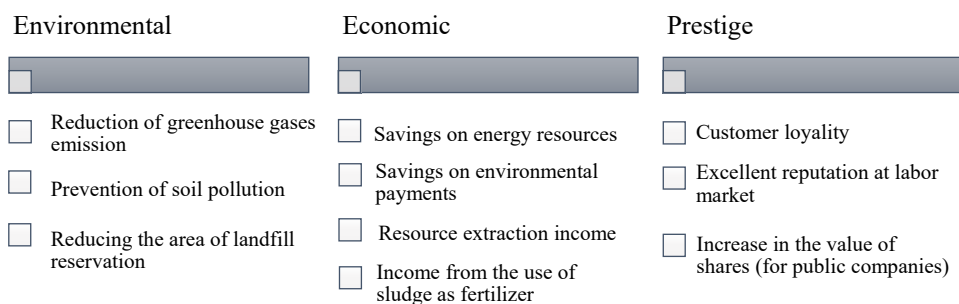 Environmental
Reduction of greenhouse gases
emission
Prevention of soil pollution
Reducing the area of landfill
reservation
Economic
Savings on energy resources
Savings on environmental
payments
Resource extraction income
Income from the use of
sludge as fertilizer
Prestige
Customer loyality
Excellent reputation at labor
market
Increase in the value of
shares (for public companies)